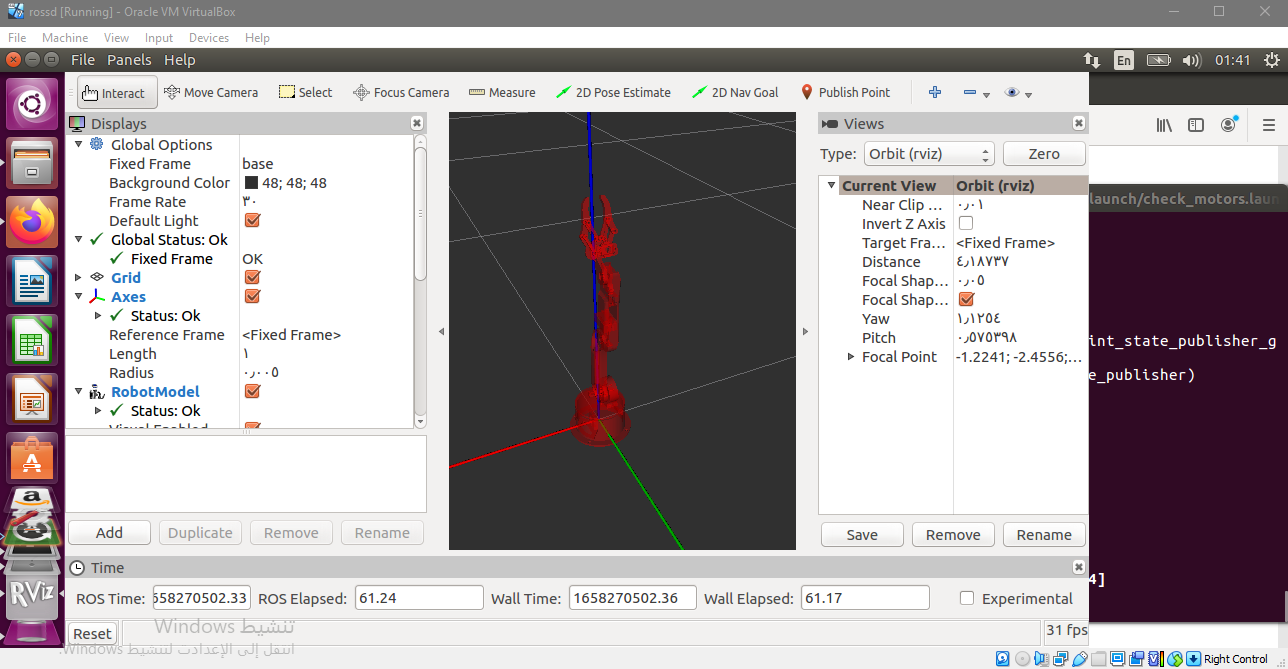 rossd [Running] - Oracle VM VirtualBox
File Machine View Input Devices Help
File Panels Help
En 01:41
Interact Move Camera Select Focus Camera Measure 2D Pose Estimate 2D Nav Goal Publish Point
Displays
Global Options
Fixed Frame base
Background Color 48; 48; 48
Frame Rate ٣٠
Default Light
Global Status: Ok
Fixed Frame OK
Grid
Axes
Status: Ok
Reference Frame <Fixed Frame>
Length ١
Radius ٠٫٠٠٥
RobotModel
Status: Ok
Visual Enabled
Add Duplicate Remove Rename
Views
Type: Orbit (rviz) Zero
Current View Orbit (rviz)
Near Clip ... ٠٫٠١
Invert Z Axis
Target Fra... <Fixed Frame>
Distance ٤٫١٨٧٣٧
Focal Shap... ٠٫٠٥
Focal Shap...
Yaw ١٫١٢٥٤
Pitch ٠٫٥٧٥٣٩٨
Focal Point -1.2241; -2.4556;...
Save Remove Rename
launch/check_motors.laun
int_state_publisher_g
e_publisher)
4]
a
A
RViz
Time
ROS Time: 658270502.33 ROS Elapsed: 61.24 Wall Time: 1658270502.36 Wall Elapsed: 61.17 Experimental
Reset 31 fps
تنشيط Windows
انتقل إلى الإعدادت لتنشيط Windows.
Right Control